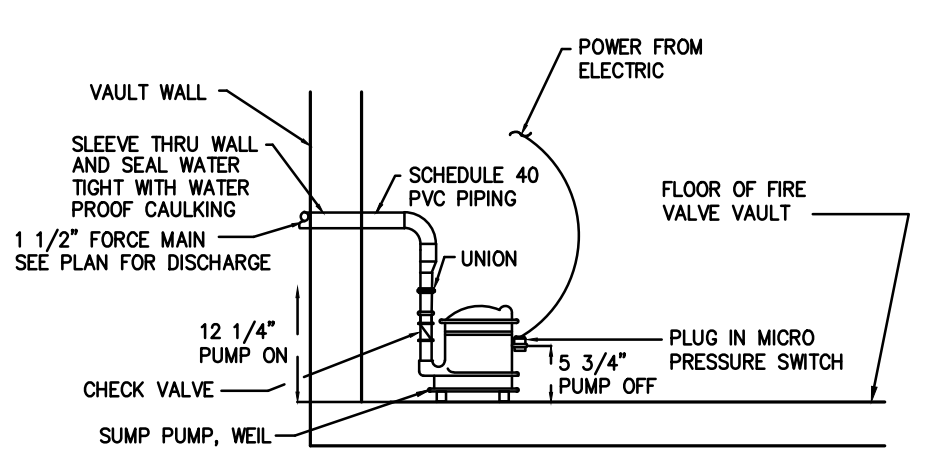 POWER FROM
ELECTRIC
VAULT WALL
SLEEVE THRU WALL
AND SEAL WATER
TIGHT WITH WATER
PROOF CAULKING
SCHEDULE 40
PVC PIPING
FLOOR OF FIRE
VALVE VAULT
1 1/2" FORCE MAIN
SEE PLAN FOR DISCHARGE
UNION
12 1/4"
PUMP ON
PLUG IN MICRO
PRESSURE SWITCH
5 3/4"
PUMP OFF
CHECK VALVE
SUMP PUMP, WEIL